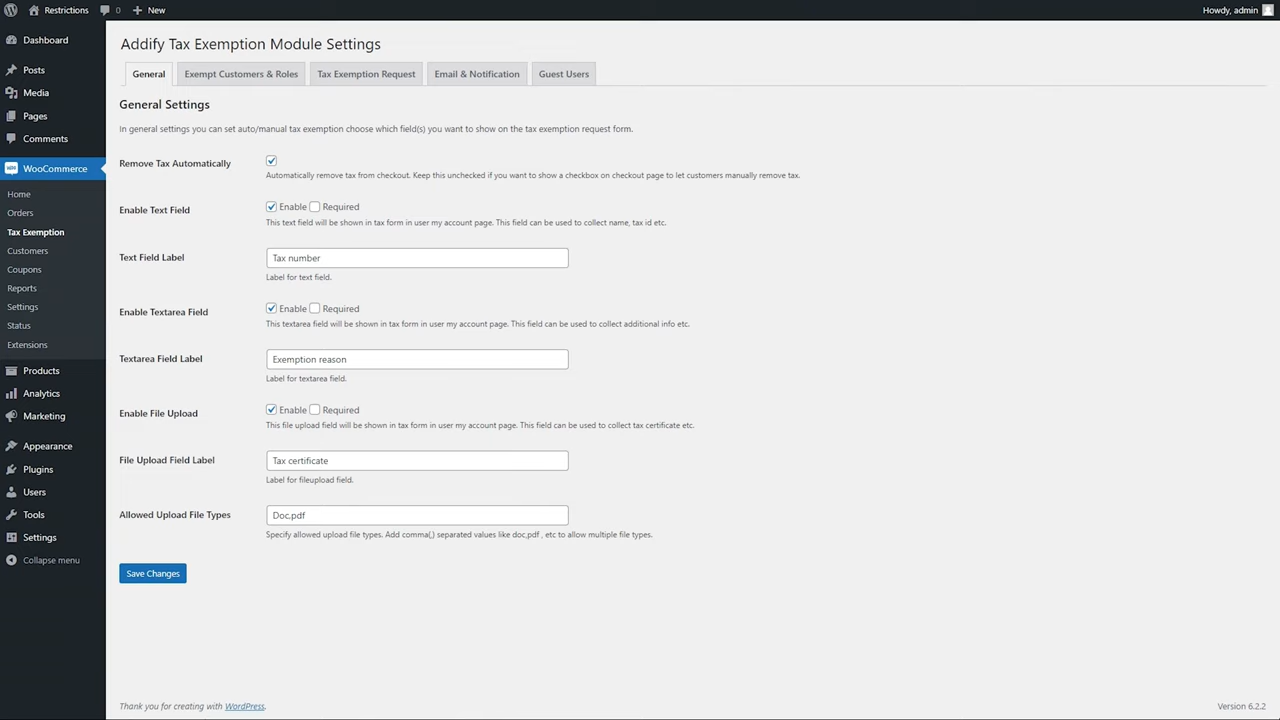 Restrictions 0 New Howdy, admin
Dashboard
Posts
Media
Pages
Comments
WooCommerce
Home
Orders
Tax Exemption
Customers
Coupons
Reports
Settings
Status
Extensions
Products
Analytics
Marketing
Appearance
Plugins
Users
Tools
Settings
Collapse menu
Addify Tax Exemption Module Settings
General Exempt Customers & Roles Tax Exemption Request Email & Notification Guest Users
General Settings
In general settings you can set auto/manual tax exemption choose which field(s) you want to show on the tax exemption request form.
Remove Tax Automatically
Automatically remove tax from checkout. Keep this unchecked if you want to show a checkbox on checkout page to let customers manually remove tax.
Enable Text Field Enable Required
This text field will be shown in tax form in user my account page. This field can be used to collect name, tax id etc.
Text Field Label Tax number
Label for text field.
Enable Textarea Field Enable Required
This textarea field will be shown in tax form in user my account page. This field can be used to collect additional info etc.
Textarea Field Label Exemption reason
Label for textarea field.
Enable File Upload Enable Required
This file upload field will be shown in tax form in user my account page. This field can be used to collect tax certificate etc.
File Upload Field Label Tax certificate
Label for fileupload field.
Allowed Upload File Types Doc,pdf
Specify allowed upload file types. Add comma(,) separated values like doc,pdf , etc to allow multiple file types.
Save Changes
Thank you for creating with WordPress. Version 6.2.2